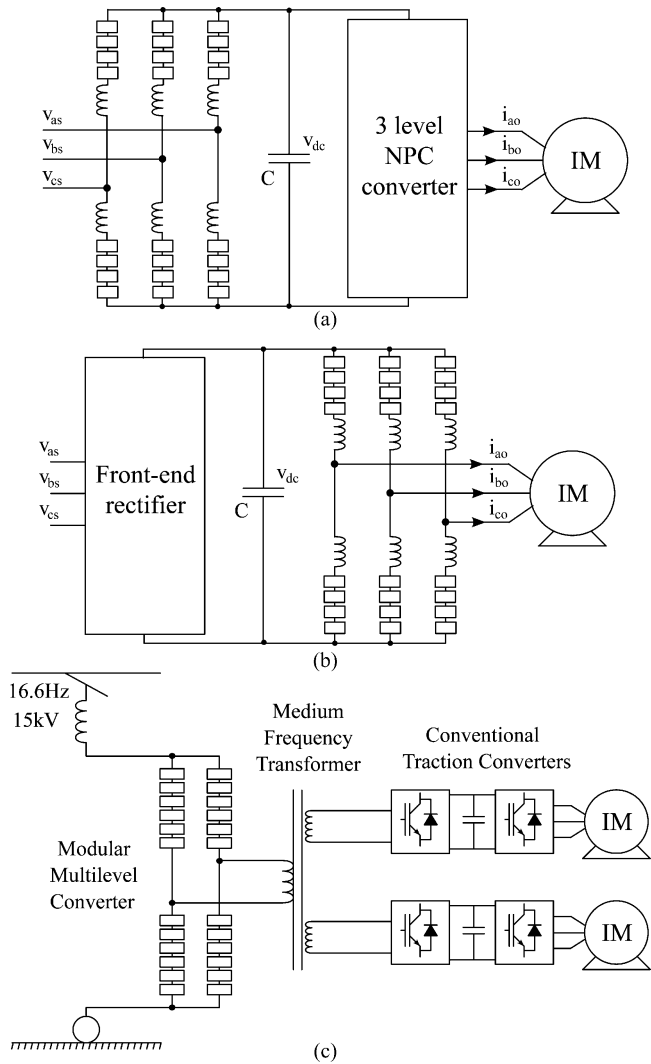 v_as
v_bs
v_cs
C
v_dc
3 level
NPC
converter
i_ao
i_bo
i_co
IM
(a)
v_as
v_bs
v_cs
Front-end
rectifier
C
v_dc
i_ao
i_bo
i_co
IM
(b)
16.6Hz
15kV
Modular
Multilevel
Converter
Medium
Frequency
Transformer
Conventional
Traction Converters
IM
IM
(c)